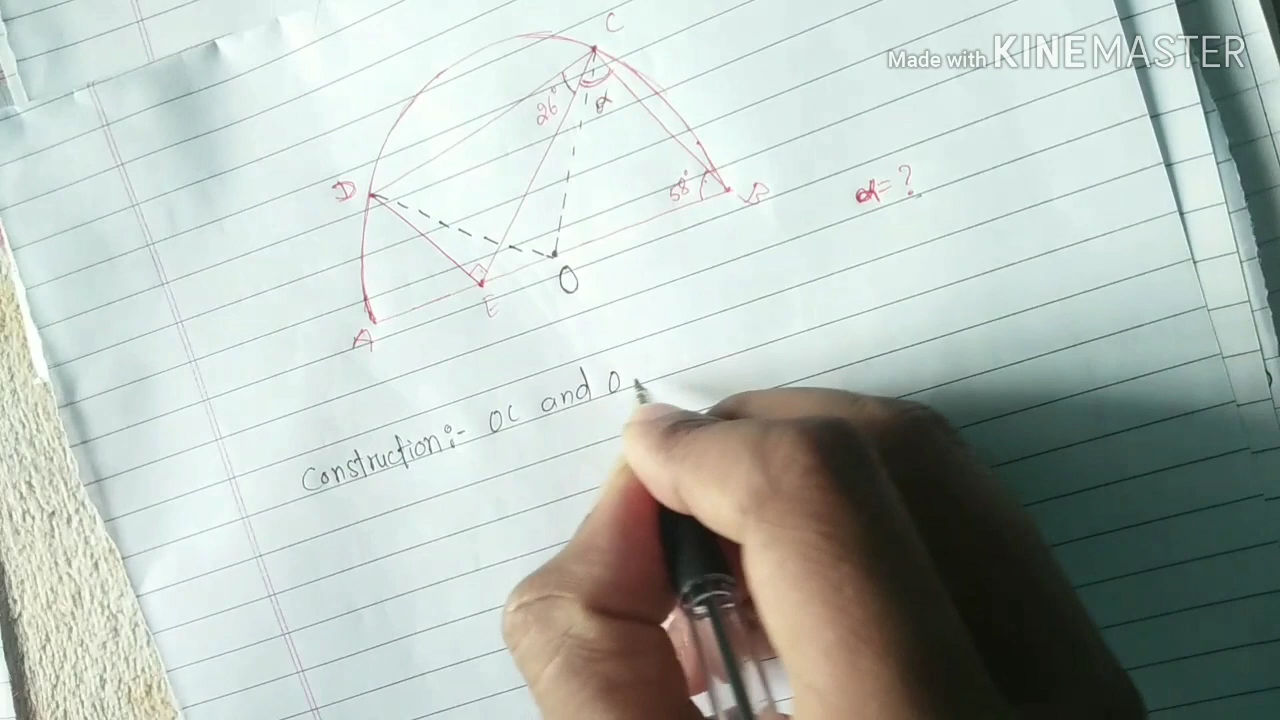 Made with KINEMASTER
C
26°
α
D
58°
B
α = ?
O
E
A
Construction:- OC and O